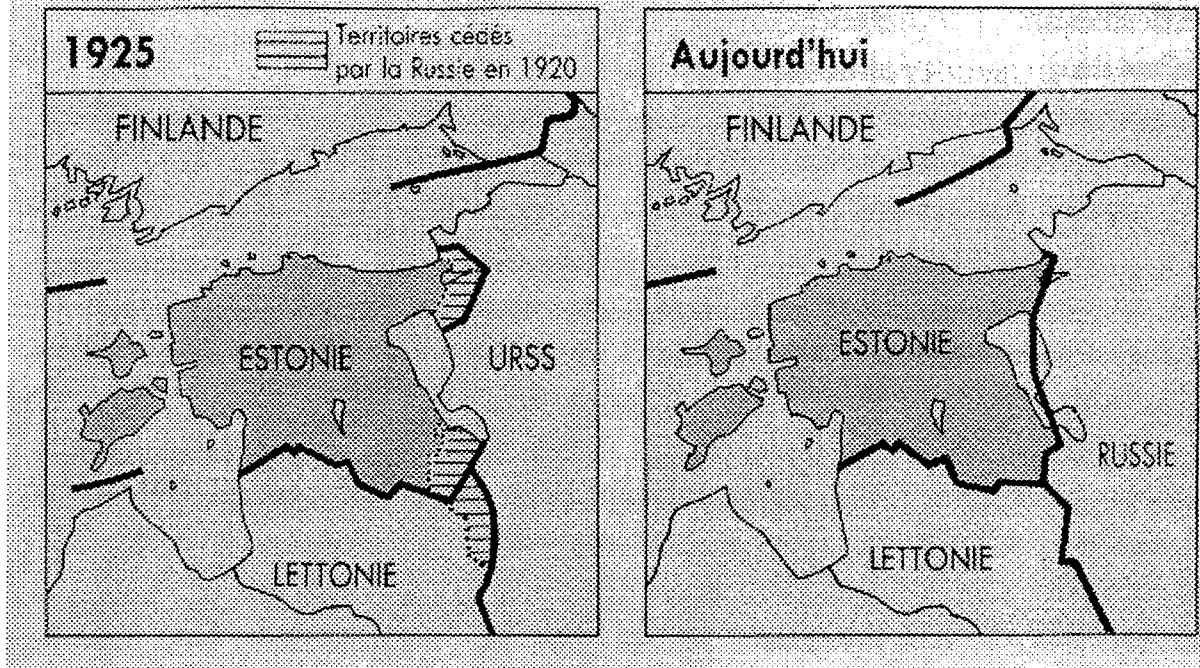 1925
Territoires cédés
par la Russie en 1920
FINLANDE
ESTONIE
URSS
LETTONIE
Aujourd'hui
FINLANDE
ESTONIE
RUSSIE
LETTONIE